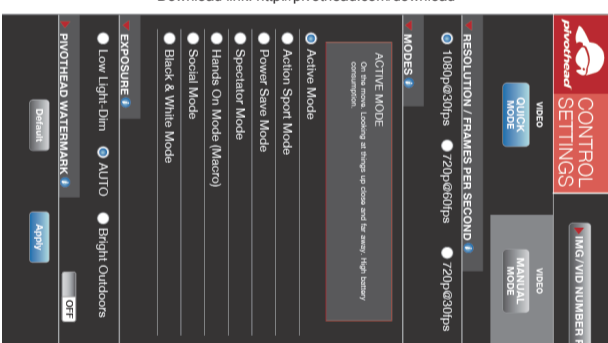 Download link: http://pivothead.com/download
pivothead
CONTROL
SETTINGS
IMG/VID NUMBER
VIDEO
QUICK
MODE
VIDEO
MANUAL
MODE
RESOLUTION / FRAMES PER SECOND
1080p@30fps 720p@60fps 720p@30fps
MODES
ACTIVE MODE
On the move. Looking at things up close and far away. High battery
consumption.
Active Mode
Action Sport Mode
Power Save Mode
Spectator Mode
Hands On Mode (Macro)
Social Mode
Black & White Mode
EXPOSURE
Low Light-Dim AUTO Bright Outdoors
PIVOTHEAD WATERMARK
OFF
Default
Apply